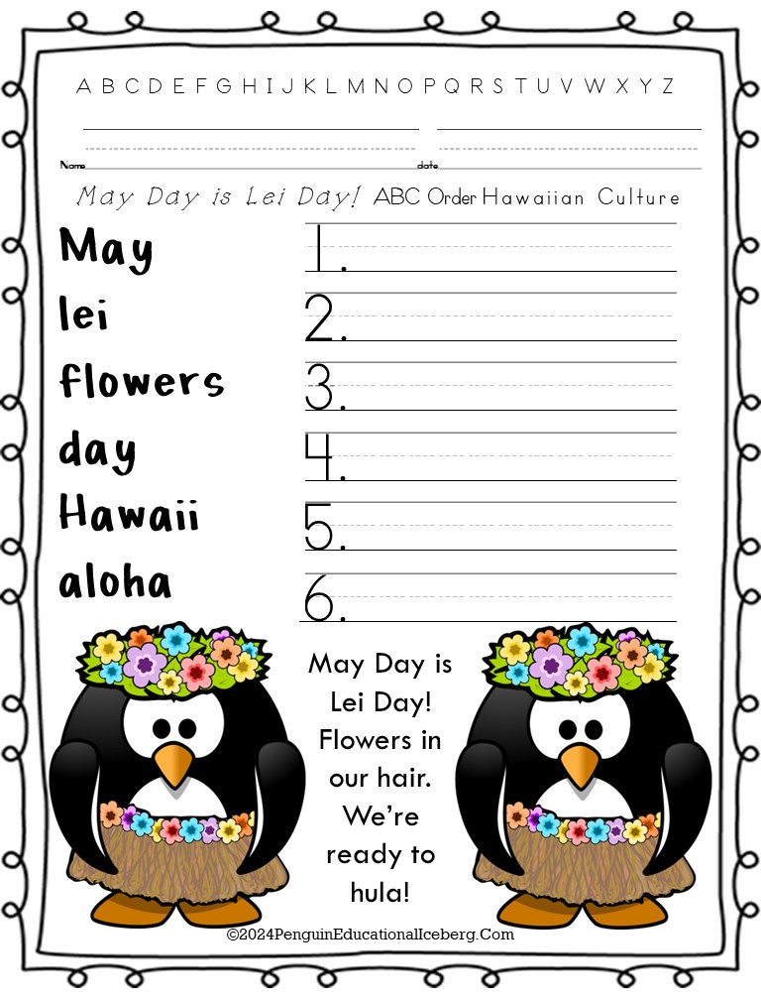 A B C D E F G H I J K L M N O P Q R S T U V W X Y Z
Name date
May Day is Lei Day! ABC Order Hawaiian Culture
May 1.
lei 2.
flowers 3.
day 4.
Hawaii 5.
aloha 6.
May Day is
Lei Day!
Flowers in
our hair.
We're
ready to
hula!
©2024PenguinEducationalIceberg.Com